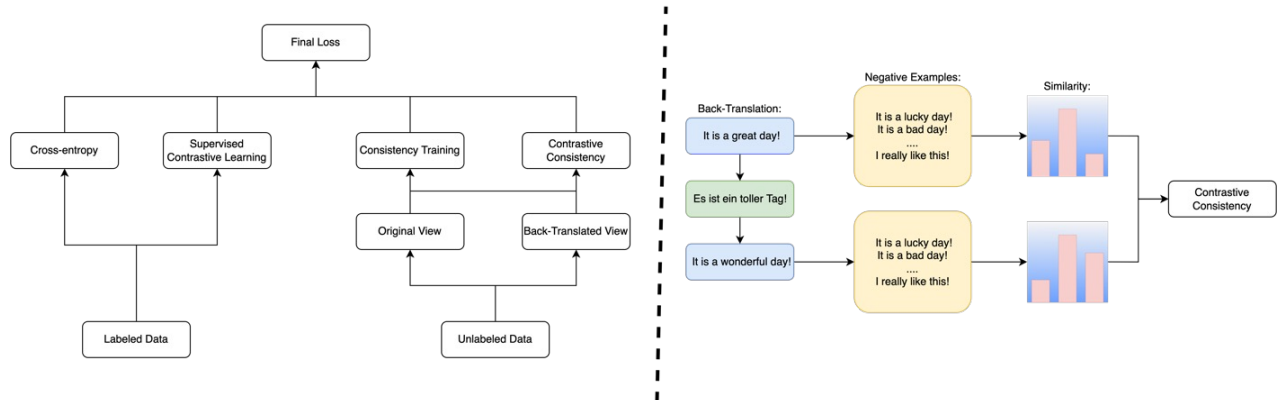 Final Loss
Cross-entropy
Supervised
Contrastive Learning
Consistency Training
Contrastive
Consistency
Original View
Back-Translated View
Labeled Data
Unlabeled Data
Back-Translation:
It is a great day!
Es ist ein toller Tag!
It is a wonderful day!
Negative Examples:
It is a lucky day!
It is a bad day!
....
I really like this!
It is a lucky day!
It is a bad day!
....
I really like this!
Similarity:
Contrastive
Consistency